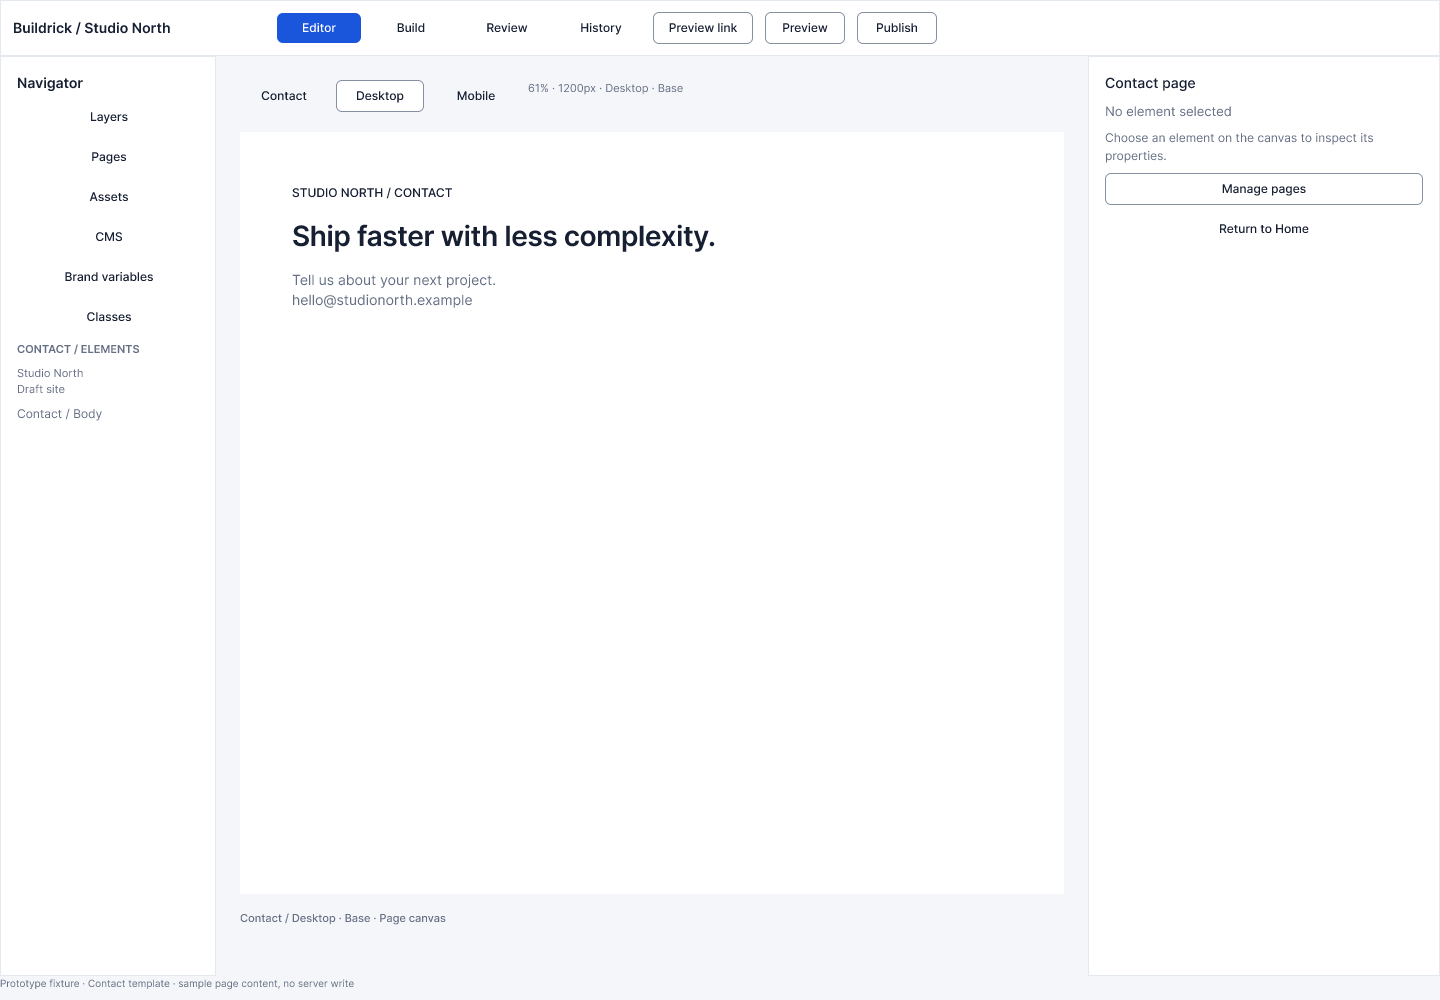 Buildrick / Studio North
Editor
Build
Review
History
Preview link
Preview
Publish
Navigator
Layers
Pages
Assets
CMS
Brand variables
Classes
CONTACT / ELEMENTS
Studio North
Draft site
Contact / Body
Contact
Desktop
Mobile
61% · 1200px · Desktop · Base
STUDIO NORTH / CONTACT
Ship faster with less complexity.
Tell us about your next project.
hello@studionorth.example
Contact / Desktop · Base · Page canvas
Contact page
No element selected
Choose an element on the canvas to inspect its
properties.
Manage pages
Return to Home
Prototype fixture · Contact template · sample page content, no server write